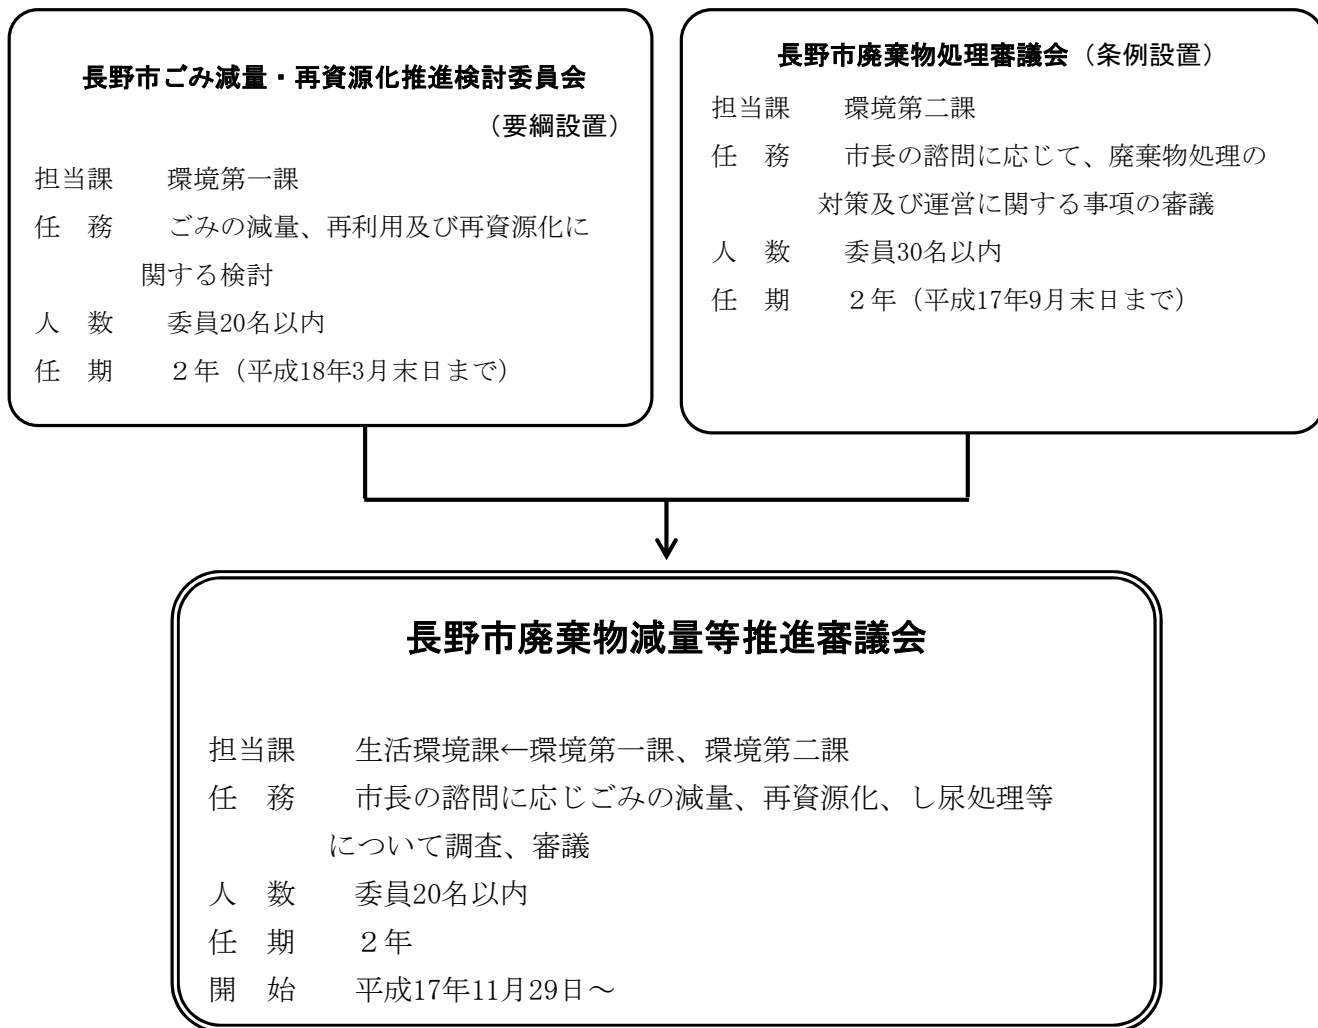 長野市ごみ減量・再資源化推進検討委員会
（要綱設置）
担当課　　環境第一課
任　務　　ごみの減量、再利用及び再資源化に
関する検討
人　数　　委員20名以内
任　期　　２年（平成18年3月末日まで）
長野市廃棄物処理審議会（条例設置）
担当課　　環境第二課
任　務　　市長の諮問に応じて、廃棄物処理の
対策及び運営に関する事項の審議
人　数　　委員30名以内
任　期　　２年（平成17年9月末日まで）
長野市廃棄物減量等推進審議会
担当課　　生活環境課←環境第一課、環境第二課
任　務　　市長の諮問に応じごみの減量、再資源化、し尿処理等
について調査、審議
人　数　　委員20名以内
任　期　　２年
開　始　　平成17年11月29日～